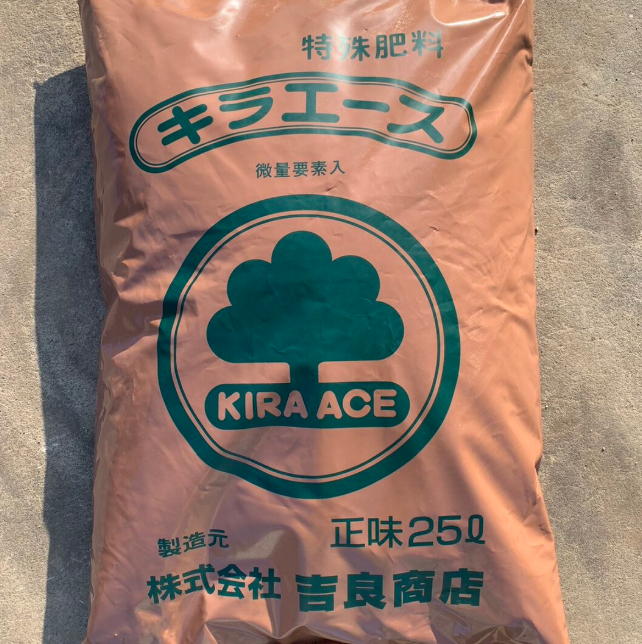 特殊肥料
キラエース
微量要素入
KIRA ACE
正味25ℓ
製造元
株式会社 吉良商店